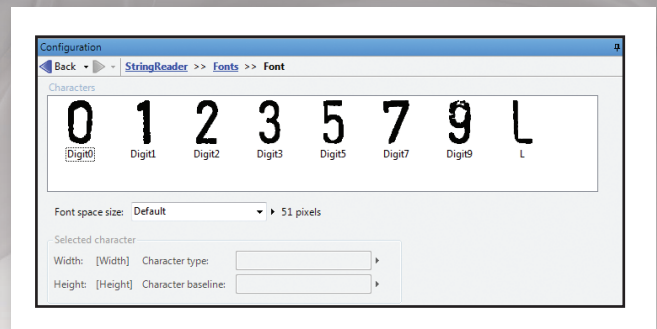 Configuration
Back StringReader >> Fonts >> Font
Characters
0 1 2 3 5 7 9 L
Digit0 Digit1 Digit2 Digit3 Digit5 Digit7 Digit9 L
Font space size: Default 51 pixels
Selected character
Width: [Width] Character type:
Height: [Height] Character baseline: